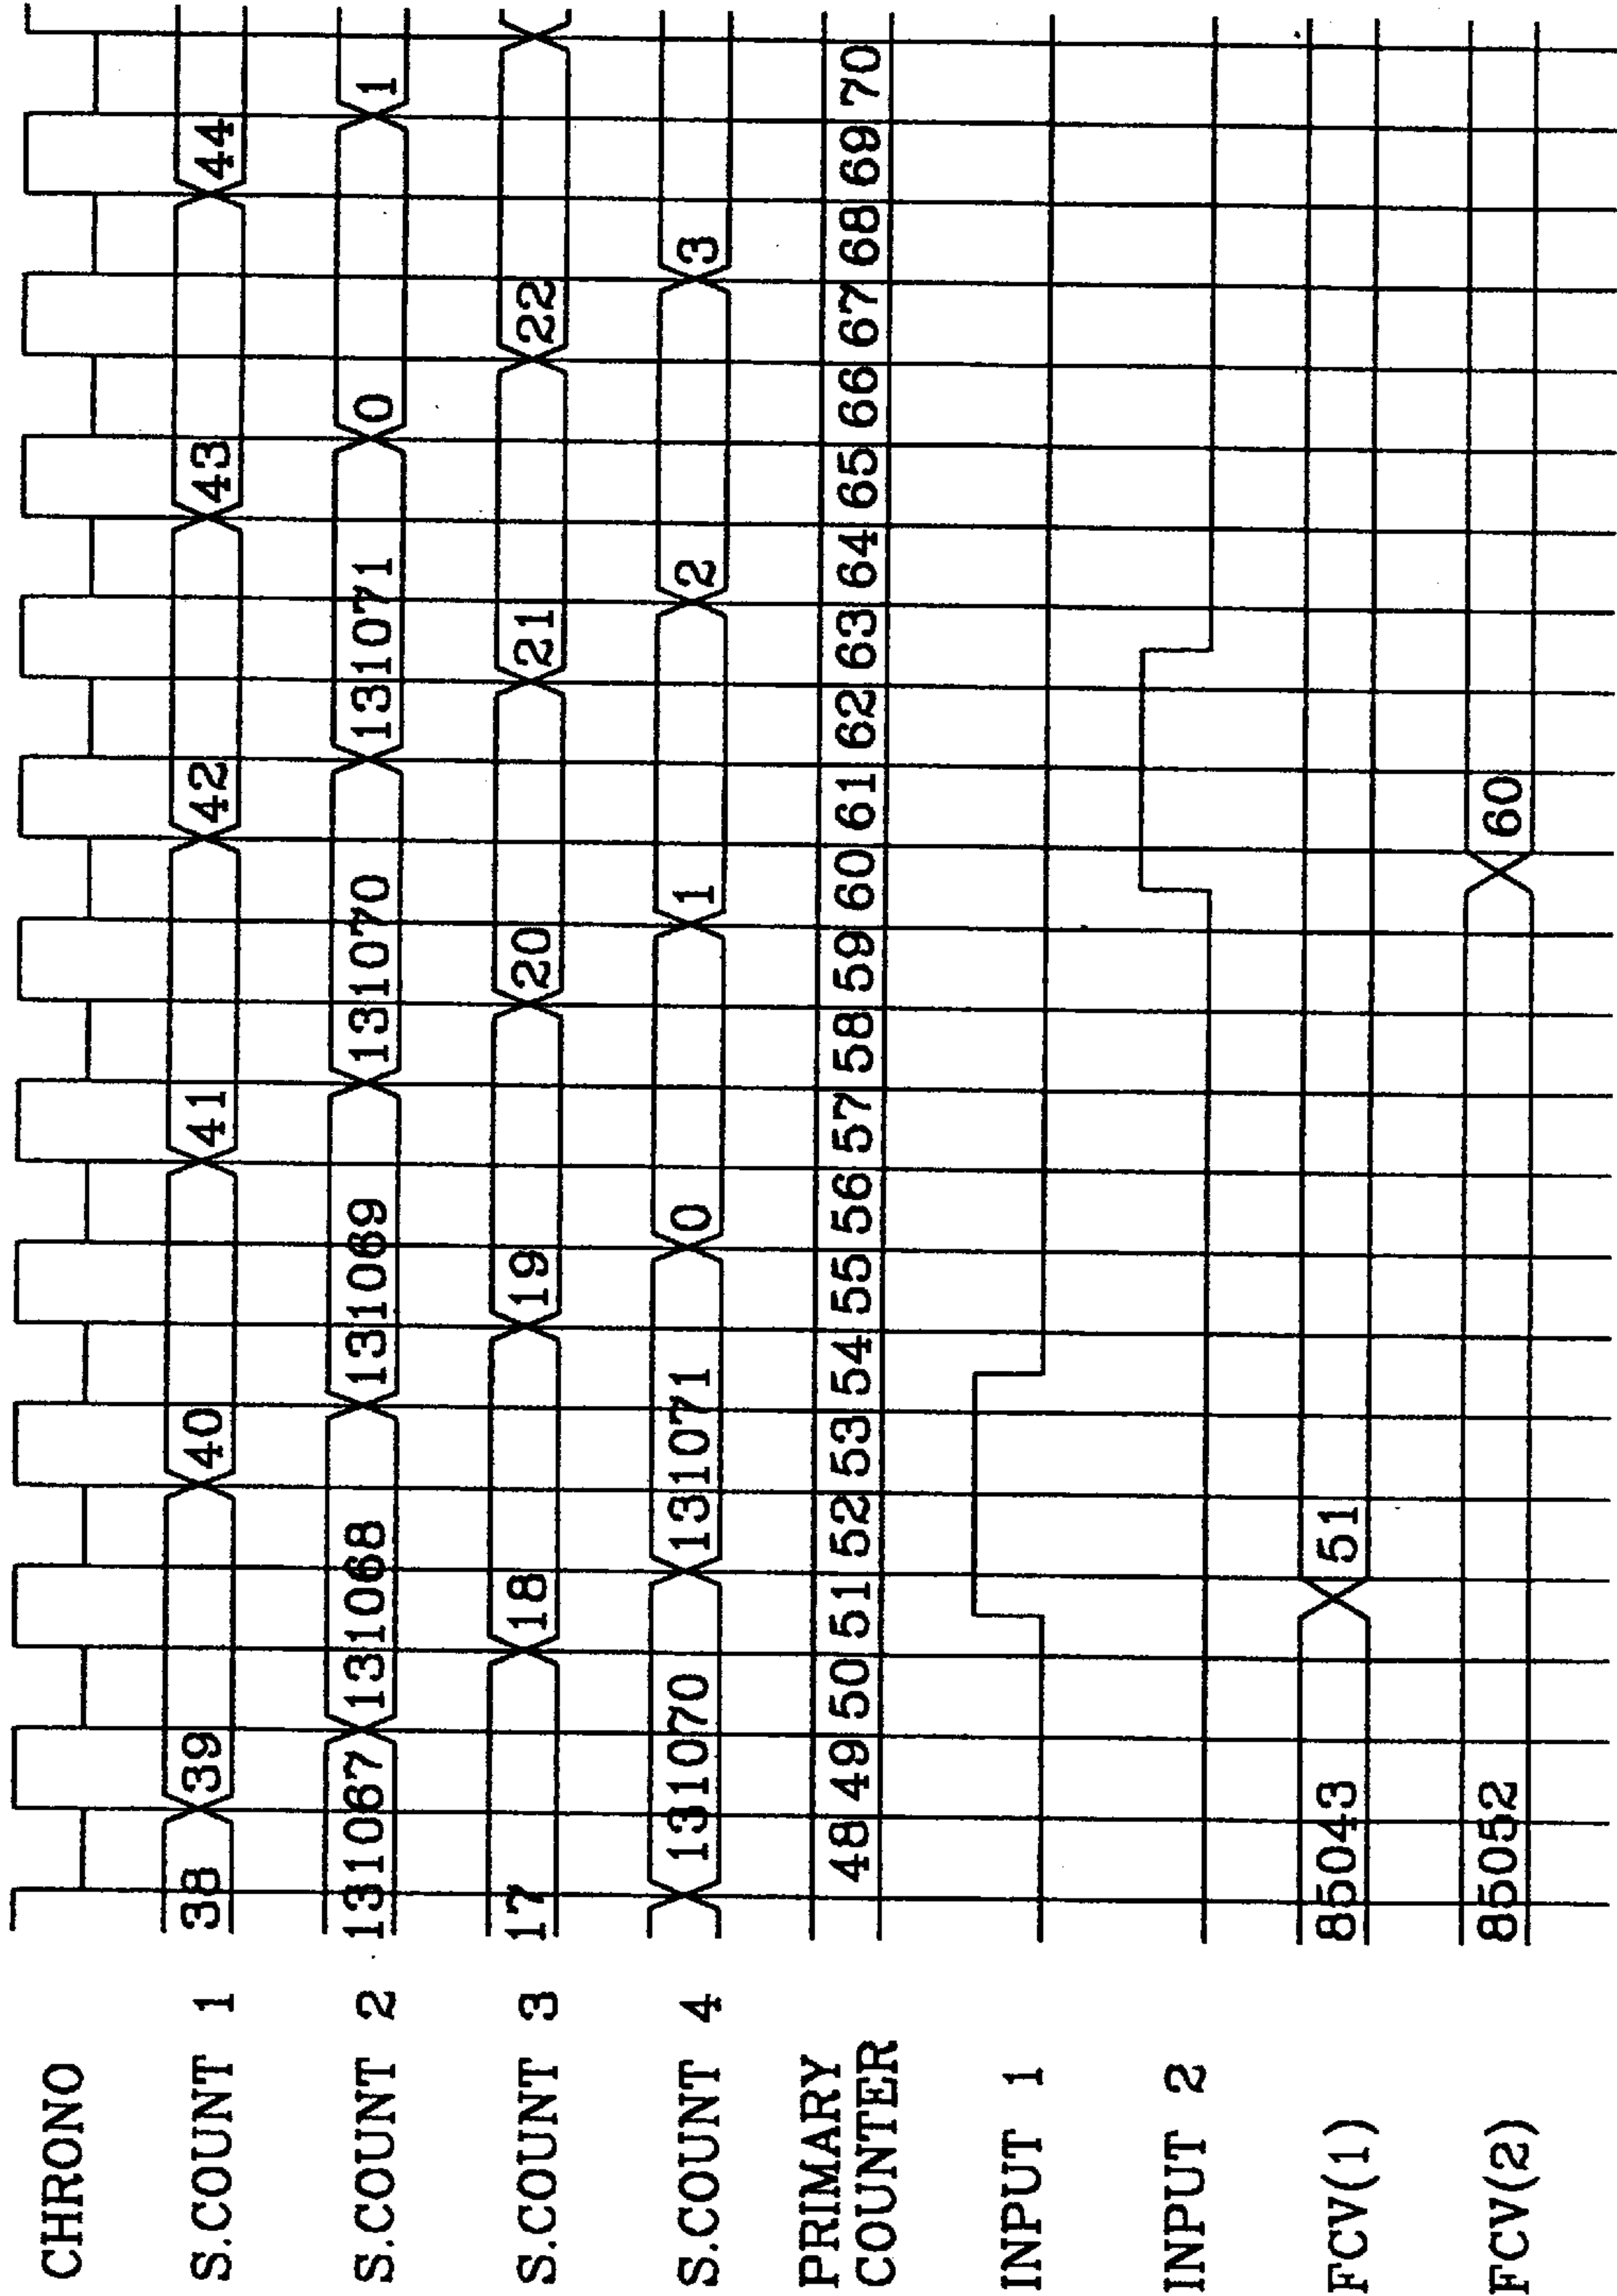 CHRONO
S.COUNT 1 38 39 40 41 42 43 44
S.COUNT 2 131067 131068 131069 131070 131071 0 1
S.COUNT 3 17 18 19 20 21 22
S.COUNT 4 131070 131071 0 1 2 3
PRIMARY
COUNTER 48 49 50 51 52 53 54 55 56 57 58 59 60 61 62 63 64 65 66 67 68 69 70
INPUT 1
INPUT 2
FCV(1) 85043 51
FCV(2) 85052 60